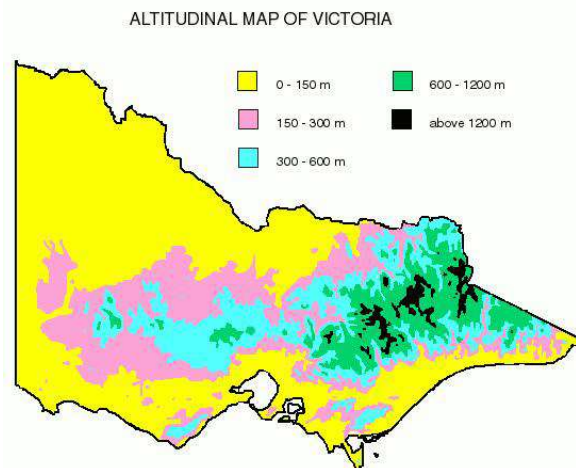 ALTITUDINAL MAP OF VICTORIA
0 - 150 m
600 - 1200 m
150 - 300 m
above 1200 m
300 - 600 m